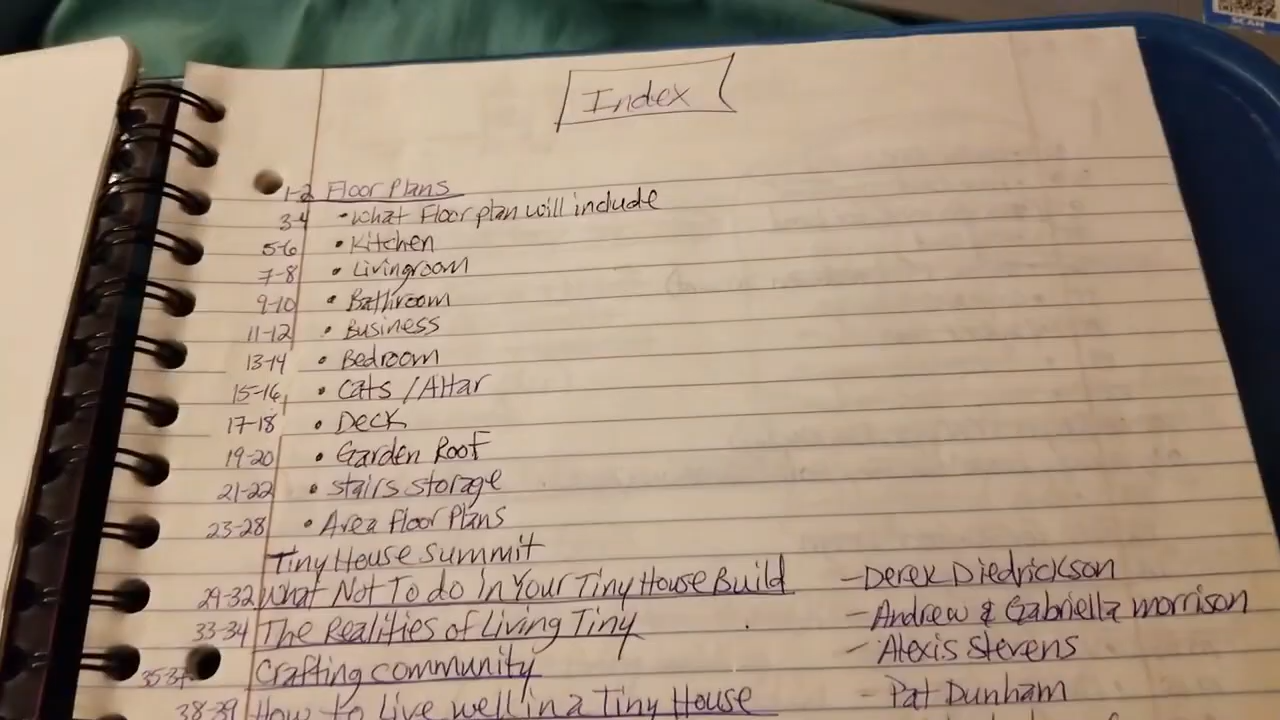 SCAN
Index
1-2 Floor Plans
3-4 • What Floor plan will include
5-6 • Kitchen
7-8 • Livingroom
9-10 • Bathroom
11-12 • Business
13-14 • Bedroom
15-16 • Cats / Altar
17-18 • Deck
19-20 • Garden Roof
21-22 • Stairs storage
23-28 • Area Floor Plans
Tiny House Summit
29-32 What Not To do in Your Tiny House Build - Derek Diedrickson
33-34 The Realities of Living Tiny - Andrew & Gabriella Morrison
35-37 Crafting community - Alexis Stevens
38-39 How to Live well in a Tiny House - Pat Dunham